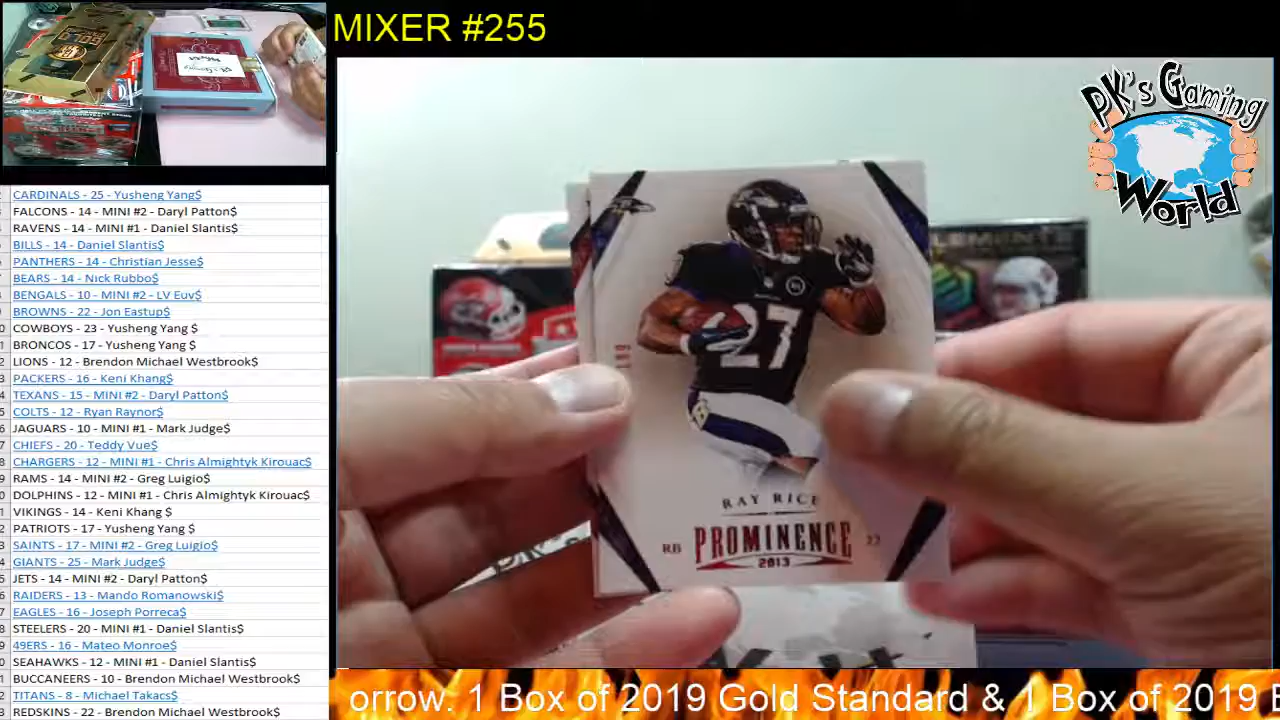 MIXER #255
PK's Gaming World
CARDINALS - 25 - Yusheng Yang$
FALCONS - 14 - MINI #2 - Daryl Patton$
RAVENS - 14 - MINI #1 - Daniel Slantis$
BILLS - 14 - Daniel Slantis$
PANTHERS - 14 - Christian Jesse$
BEARS - 14 - Nick Rubbo$
BENGALS - 10 - MINI #2 - LV Euv$
BROWNS - 22 - Jon Eastup$
COWBOYS - 23 - Yusheng Yang $
BRONCOS - 17 - Yusheng Yang $
LIONS - 12 - Brendon Michael Westbrook$
PACKERS - 16 - Keni Khang$
TEXANS - 15 - MINI #2 - Daryl Patton$
COLTS - 12 - Ryan Raynor$
JAGUARS - 10 - MINI #1 - Mark Judge$
CHIEFS - 20 - Teddy Vue$
CHARGERS - 12 - MINI #1 - Chris Almightyk Kirouac$
RAMS - 14 - MINI #2 - Greg Luigio$
DOLPHINS - 12 - MINI #1 - Chris Almightyk Kirouac$
VIKINGS - 14 - Keni Khang $
PATRIOTS - 17 - Yusheng Yang $
SAINTS - 17 - MINI #2 - Greg Luigio$
GIANTS - 25 - Mark Judge$
JETS - 14 - MINI #2 - Daryl Patton$
RAIDERS - 13 - Mando Romanowski$
EAGLES - 16 - Joseph Porreca$
STEELERS - 20 - MINI #1 - Daniel Slantis$
49ERS - 16 - Mateo Monroe$
SEAHAWKS - 12 - MINI #1 - Daniel Slantis$
BUCCANEERS - 10 - Brendon Michael Westbrook$
TITANS - 8 - Michael Takacs$
REDSKINS - 22 - Brendon Michael Westbrook$
27
RAY RICE
RB PROMINENCE 27
2013
orrow: 1 Box of 2019 Gold Standard & 1 Box of 2019 E